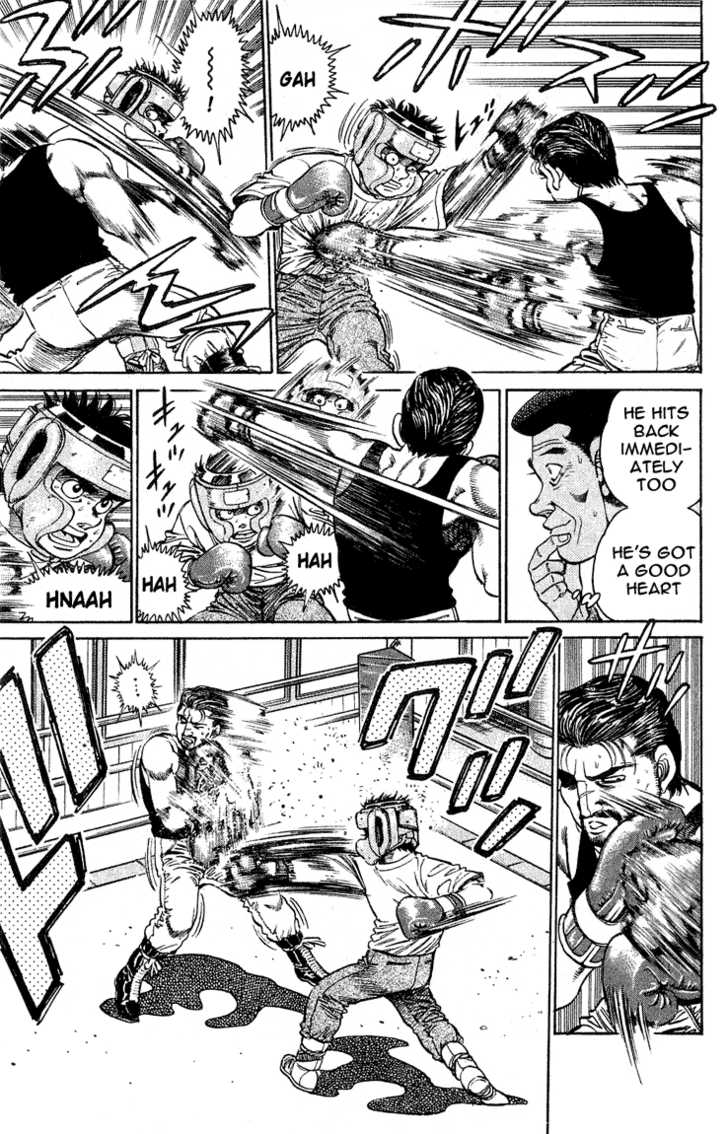 GAH
!
HE HITS
BACK
IMMEDI-
ATELY
TOO
HE'S GOT
A GOOD
HEART
HAH
HAH
HNAAH
...